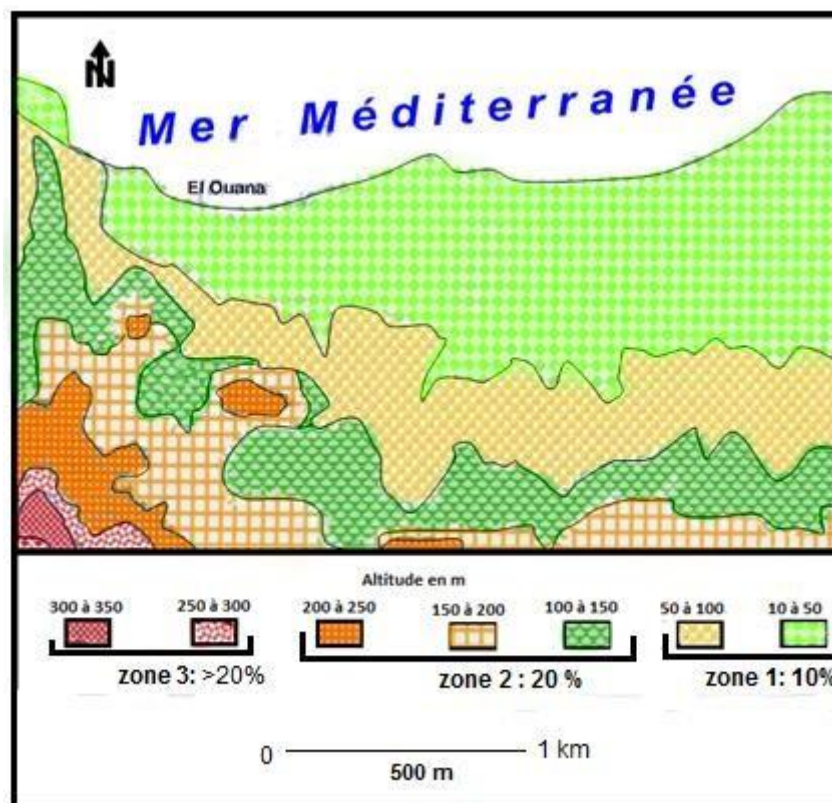 N
Mer Méditerranée
El Ouana
Altitude en m
300 à 350 250 à 300 200 à 250 150 à 200 100 à 150 50 à 100 10 à 50
zone 3: >20% zone 2 : 20 % zone 1: 10%
0 1 km
500 m